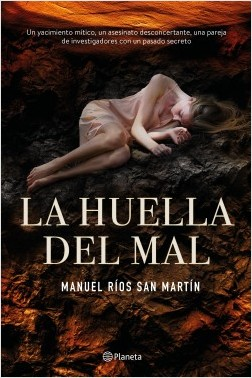 Un yacimiento mítico, un asesinato desconcertante, una pareja
de investigadores con un pasado secreto
LA HUELLA
DEL MAL
MANUEL RÍOS SAN MARTÍN
Planeta